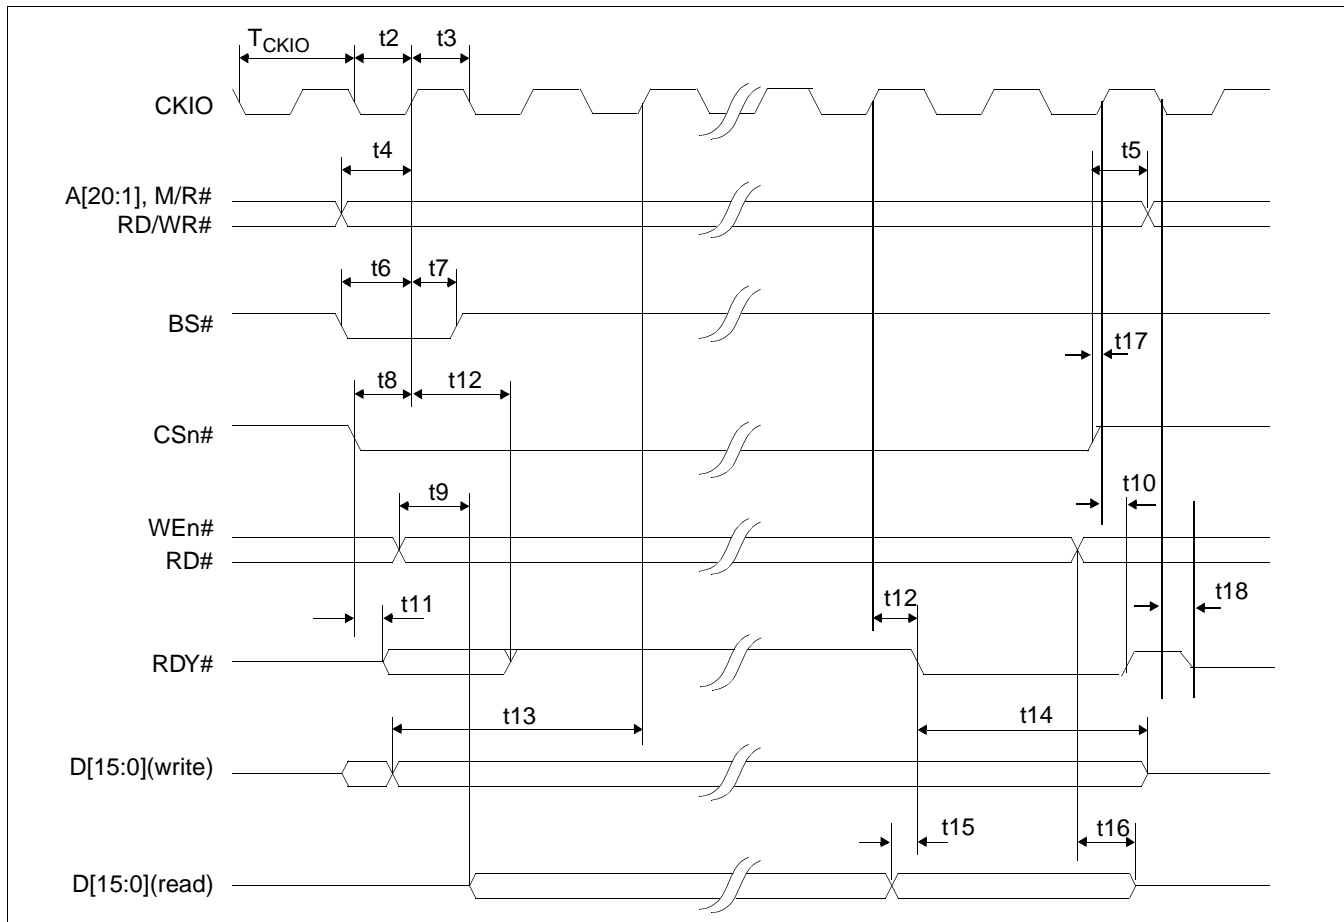 TCKIO t2 t3
CKIO
t4 t5
A[20:1], M/R#
RD/WR#
t6 t7
BS#
t17
t8 t12
CSn#
t9 t10
WEn#
RD#
t11 t12 t18
RDY#
t13 t14
D[15:0](write)
t15 t16
D[15:0](read)